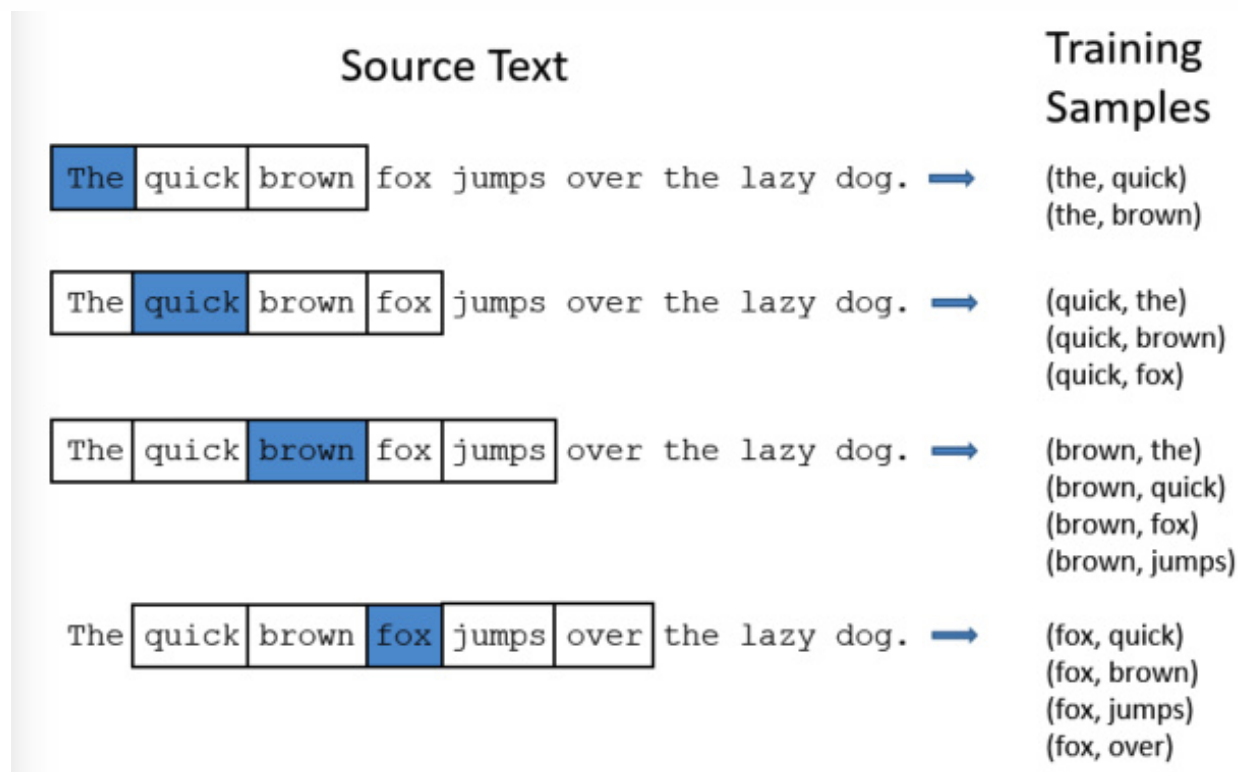 Source Text
Training
Samples
The quick brown fox jumps over the lazy dog.
(the, quick)
(the, brown)
The quick brown fox jumps over the lazy dog.
(quick, the)
(quick, brown)
(quick, fox)
The quick brown fox jumps over the lazy dog.
(brown, the)
(brown, quick)
(brown, fox)
(brown, jumps)
The quick brown fox jumps over the lazy dog.
(fox, quick)
(fox, brown)
(fox, jumps)
(fox, over)